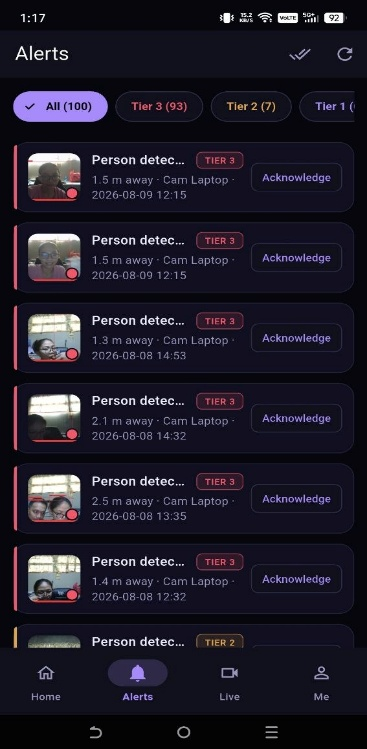 1:17
15.2 KB/S
VoLTE
5G+
92
Alerts
All (100)
Tier 3 (93)
Tier 2 (7)
Tier 1 (
Person detec...
TIER 3
1.5 m away · Cam Laptop ·
2026-08-09 12:15
Acknowledge
Person detec...
TIER 3
1.5 m away · Cam Laptop ·
2026-08-09 12:15
Acknowledge
Person detec...
TIER 3
1.3 m away · Cam Laptop ·
2026-08-08 14:53
Acknowledge
Person detec...
TIER 3
2.1 m away · Cam Laptop ·
2026-08-08 14:32
Acknowledge
Person detec...
TIER 3
2.5 m away · Cam Laptop ·
2026-08-08 13:35
Acknowledge
Person detec...
TIER 3
1.4 m away · Cam Laptop ·
2026-08-08 12:32
Acknowledge
Person detec...
TIER 2
Home
Alerts
Live
Me